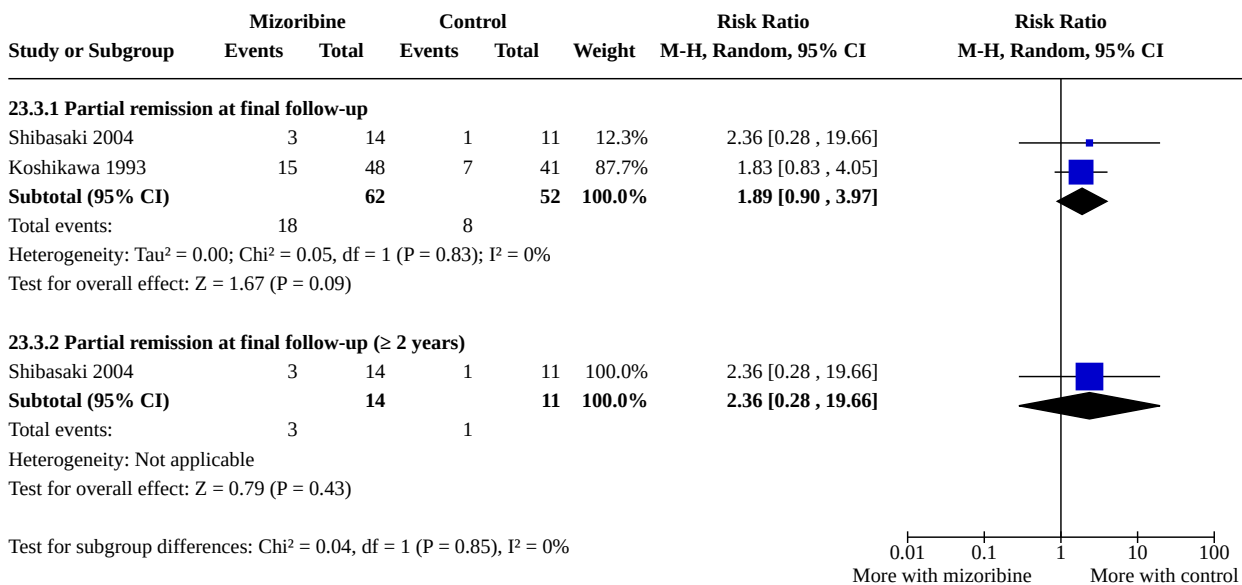 Mizoribine Control Risk Ratio Risk Ratio
Study or Subgroup Events Total Events Total Weight M-H, Random, 95% CI M-H, Random, 95% CI
23.3.1 Partial remission at final follow-up
Shibasaki 2004 3 14 1 11 12.3% 2.36 [0.28 , 19.66]
Koshikawa 1993 15 48 7 41 87.7% 1.83 [0.83 , 4.05]
Subtotal (95% CI) 62 52 100.0% 1.89 [0.90 , 3.97]
Total events: 18 8
Heterogeneity: Tau² = 0.00; Chi² = 0.05, df = 1 (P = 0.83); I² = 0%
Test for overall effect: Z = 1.67 (P = 0.09)
23.3.2 Partial remission at final follow-up (≥ 2 years)
Shibasaki 2004 3 14 1 11 100.0% 2.36 [0.28 , 19.66]
Subtotal (95% CI) 14 11 100.0% 2.36 [0.28 , 19.66]
Total events: 3 1
Heterogeneity: Not applicable
Test for overall effect: Z = 0.79 (P = 0.43)
Test for subgroup differences: Chi² = 0.04, df = 1 (P = 0.85), I² = 0%
0.01 0.1 1 10 100
More with mizoribine More with control